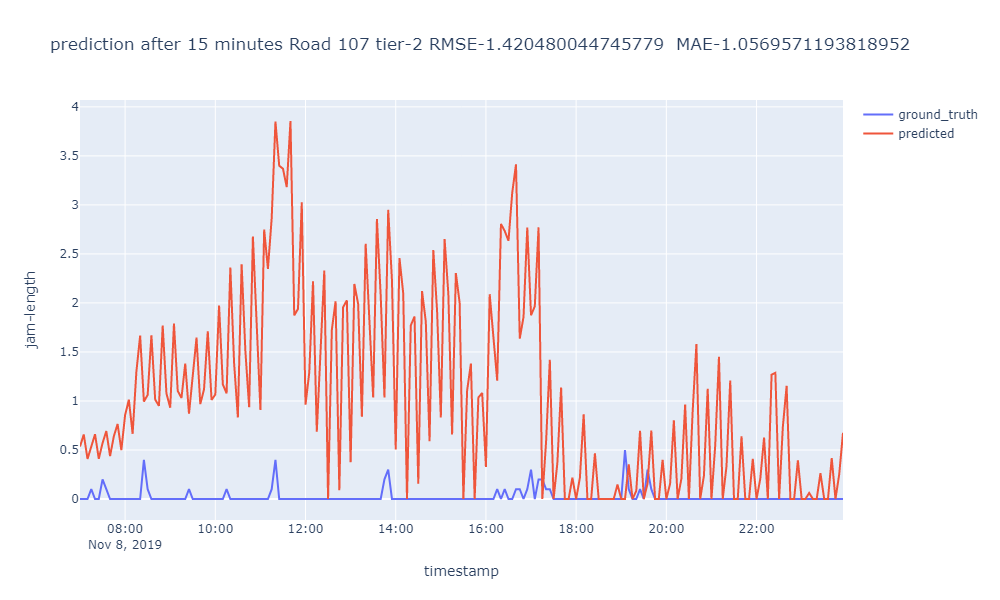 prediction after 15 minutes Road 107 tier-2 RMSE-1.420480044745779 MAE-1.0569571193818952
ground_truth
predicted
4
3.5
3
2.5
2
1.5
1
0.5
0
jam-length
08:00 10:00 12:00 14:00 16:00 18:00 20:00 22:00
Nov 8, 2019
timestamp